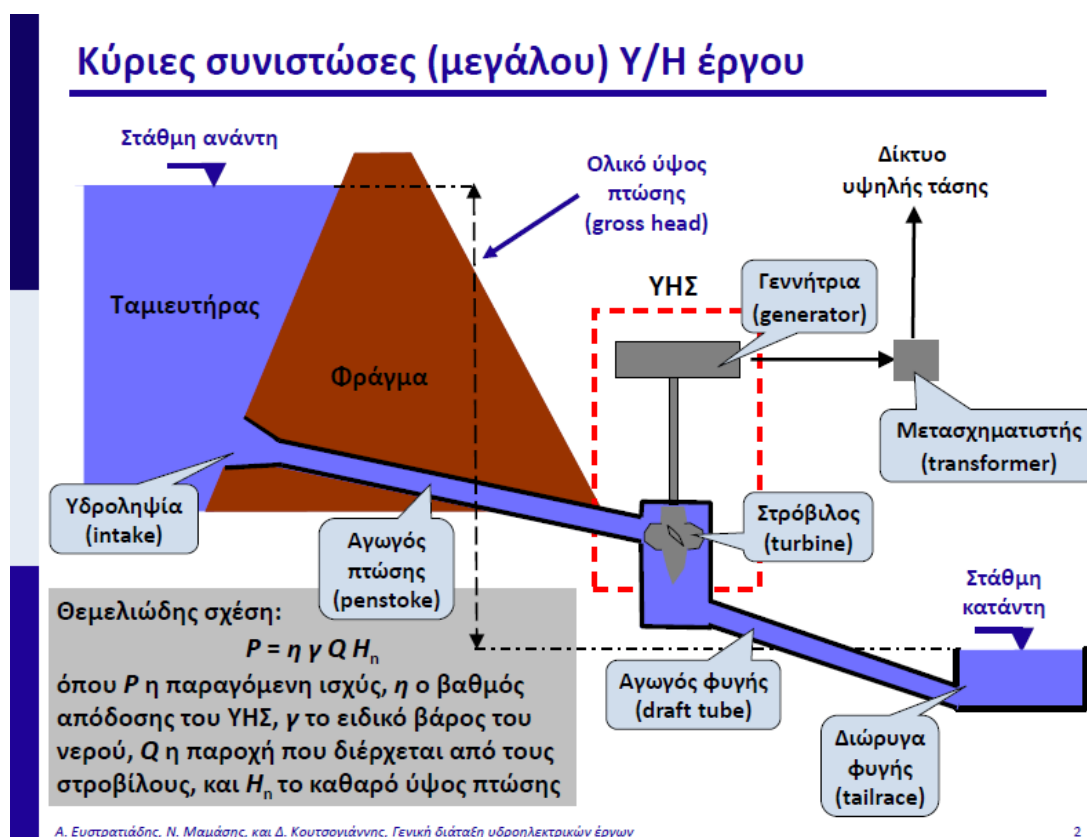 Κύριες συνιστώσες (μεγάλου) Υ/Η έργου
Στάθμη ανάντη
Ολικό ύψος
πτώσης
(gross head)
Δίκτυο
υψηλής τάσης
Ταμιευτήρας
Φράγμα
ΥΗΣ
Γεννήτρια
(generator)
Μετασχηματιστής
(transformer)
Υδροληψία
(intake)
Αγωγός
πτώσης
(penstoke)
Στρόβιλος
(turbine)
Στάθμη
κατάντη
Αγωγός φυγής
(draft tube)
Διώρυγα
φυγής
(tailrace)
Θεμελιώδης σχέση:
P = η γ Q Hn
όπου P η παραγόμενη ισχύς, η ο βαθμός
απόδοσης του ΥΗΣ, γ το ειδικό βάρος του
νερού, Q η παροχή που διέρχεται από τους
στροβίλους, και Hn το καθαρό ύψος πτώσης
Α. Ευστρατιάδης, Ν. Μαμάσης, και Δ. Κουτσογιάννης, Γενική διάταξη υδροηλεκτρικών έργων
2